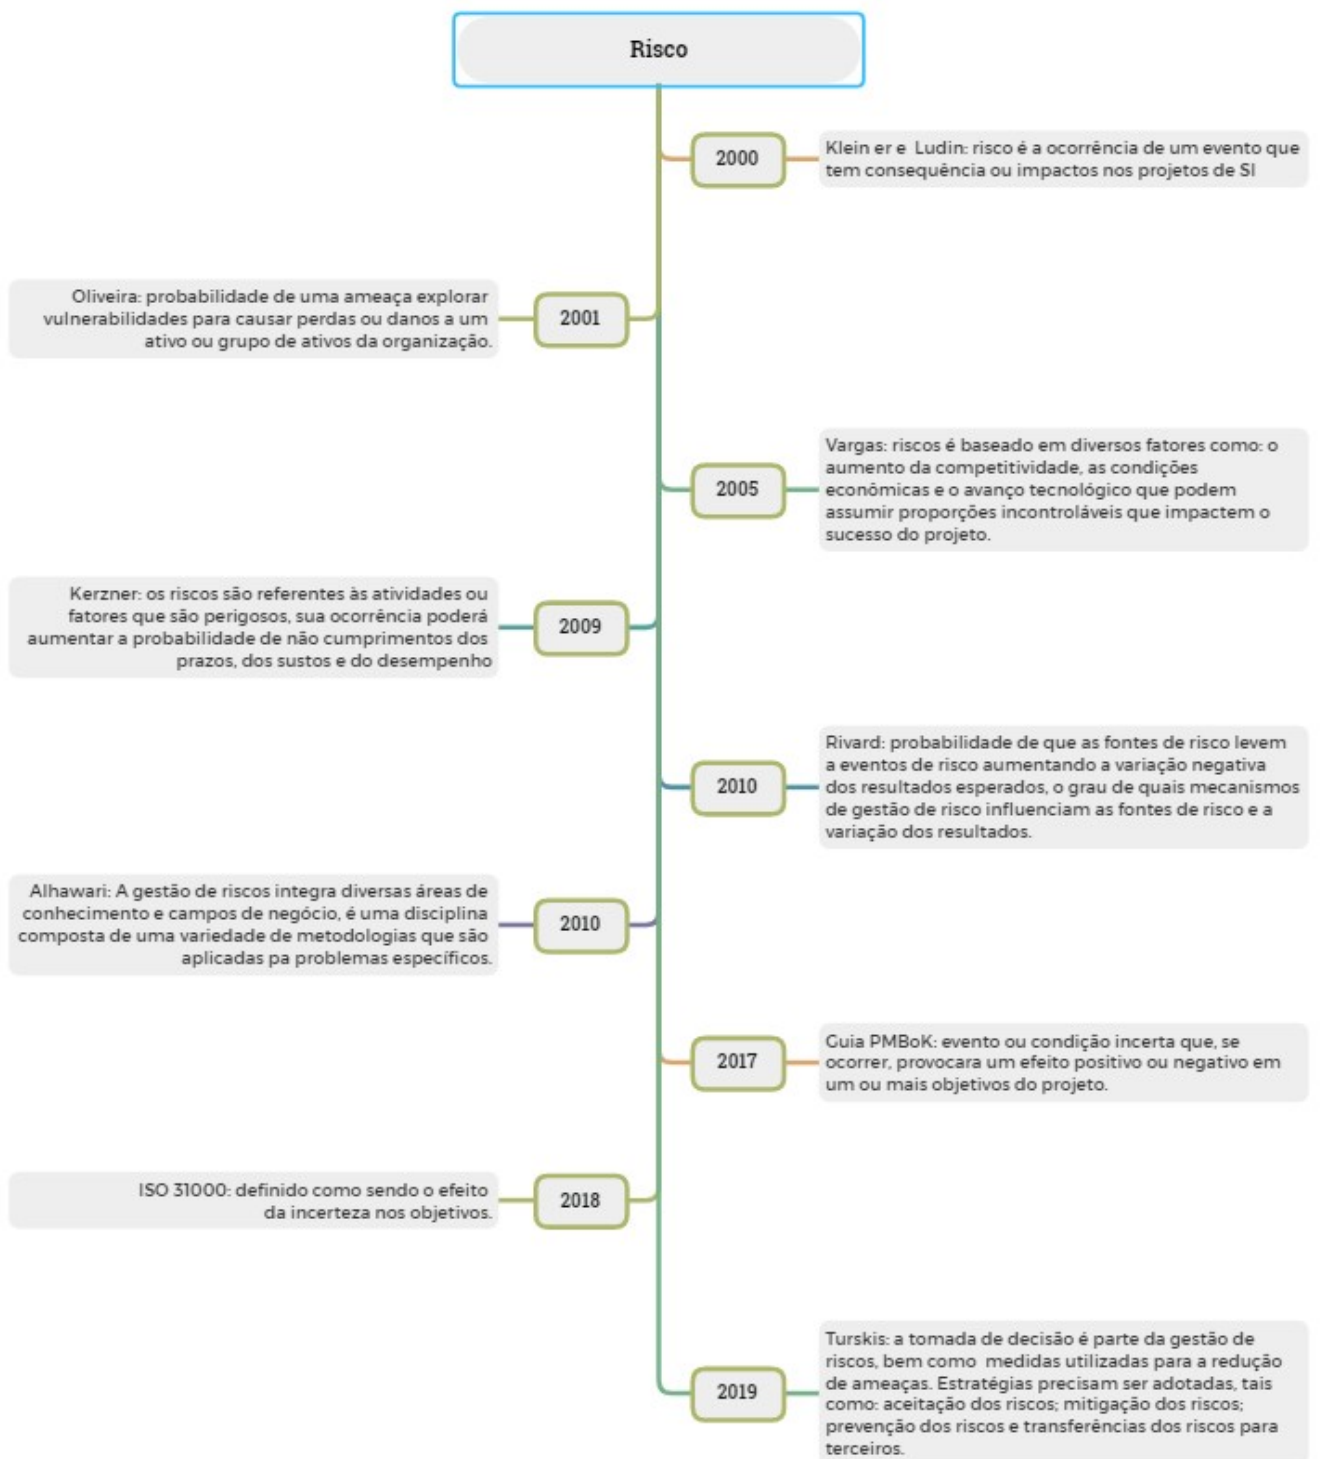 Risco
2000
Klein er e  Ludin: risco é a ocorrência de um evento que
tem consequência ou impactos nos projetos de SI
Oliveira: probabilidade de uma ameaça explorar
vulnerabilidades para causar perdas ou danos a um
ativo ou grupo de ativos da organização.
2001
2005
Vargas: riscos é baseado em diversos fatores como: o
aumento da competitividade, as condições
econômicas e o avanço tecnológico que podem
assumir proporções incontroláveis que impactem o
sucesso do projeto.
Kerzner: os riscos são referentes às atividades ou
fatores que são perigosos, sua ocorrência poderá
aumentar a probabilidade de não cumprimentos dos
prazos, dos sustos e do desempenho
2009
2010
Rivard: probabilidade de que as fontes de risco levem
a eventos de risco aumentando a variação negativa
dos resultados esperados, o grau de quais mecanismos
de gestão de risco influenciam as fontes de risco e a
variação dos resultados.
Alhawari: A gestão de riscos integra diversas áreas de
conhecimento e campos de negócio, é uma disciplina
composta de uma variedade de metodologias que são
aplicadas pa problemas específicos.
2010
2017
Guia PMBoK: evento ou condição incerta que, se
ocorrer, provocara um efeito positivo ou negativo em
um ou mais objetivos do projeto.
ISO 31000: definido como sendo o efeito
da incerteza nos objetivos.
2018
2019
Turskis: a tomada de decisão é parte da gestão de
riscos, bem como  medidas utilizadas para a redução
de ameaças. Estratégias precisam ser adotadas, tais
como: aceitação dos riscos; mitigação dos riscos;
prevenção dos riscos e transferências dos riscos para
terceiros.